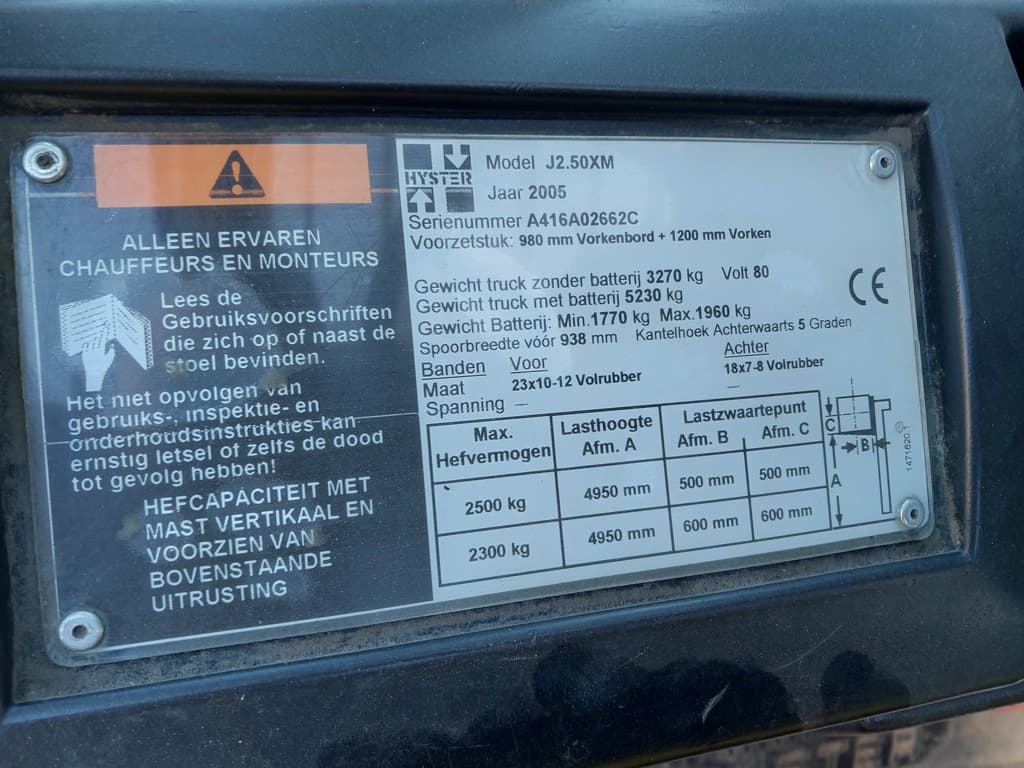 ALLEEN ERVAREN
CHAUFFEURS EN MONTEURS
Lees de
Gebruiksvoorschriften
die zich op of naast de
stoel bevinden.
Het niet opvolgen van
gebruiks-, inspektie- en
onderhoudsinstrukties kan
ernstig letsel of zelfs de dood
tot gevolg hebben!
HEFCAPACITEIT MET
MAST VERTIKAAL EN
VOORZIEN VAN
BOVENSTAANDE
UITRUSTING
HYSTER
Model J2.50XM
Jaar 2005
Serienummer A416A02662C
Voorzetstuk: 980 mm Vorkenbord + 1200 mm Vorken
Gewicht truck zonder batterij 3270 kg Volt 80
Gewicht truck met batterij 5230 kg
Gewicht Batterij: Min.1770 kg Max.1960 kg
Spoorbreedte vóór 938 mm Kantelhoek Achterwaarts 5 Graden
CE
Banden Voor Achter
Maat 23x10-12 Volrubber 18x7-8 Volrubber
Spanning — —
Max. Hefvermogen Lasthoogte Afm. A Lastzwaartepunt Afm. B Afm. C
2500 kg 4950 mm 500 mm 500 mm
2300 kg 4950 mm 600 mm 600 mm
C
B
A